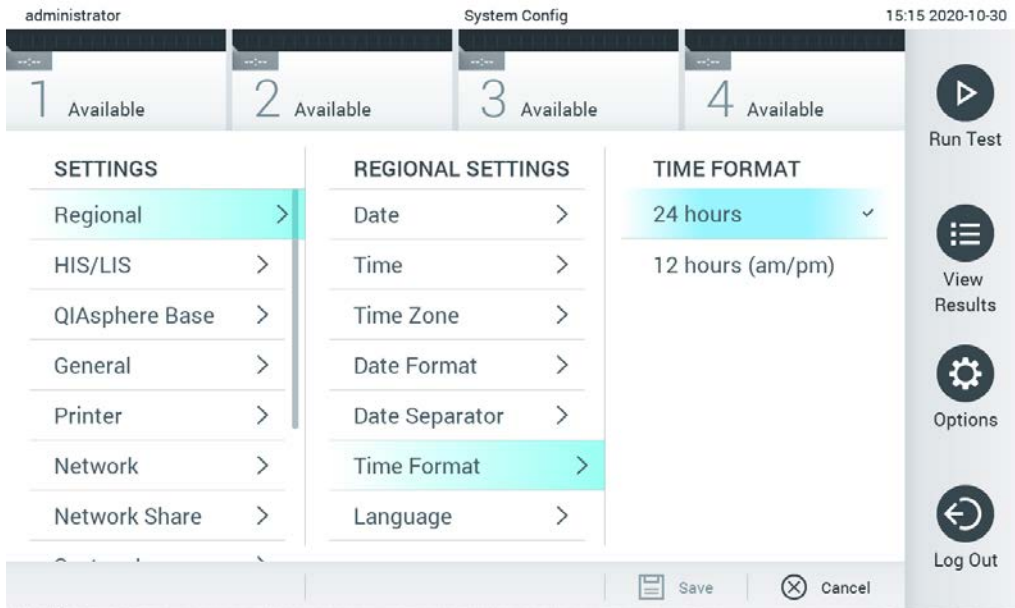 administrator System Config 15:15 2020-10-30
--:-- --:-- --:-- --:--
1 Available 2 Available 3 Available 4 Available
Run Test
SETTINGS
Regional
HIS/LIS
QIAsphere Base
General
Printer
Network
Network Share
REGIONAL SETTINGS
Date
Time
Time Zone
Date Format
Date Separator
Time Format
Language
TIME FORMAT
24 hours
12 hours (am/pm)
View
Results
Options
Log Out
Save Cancel